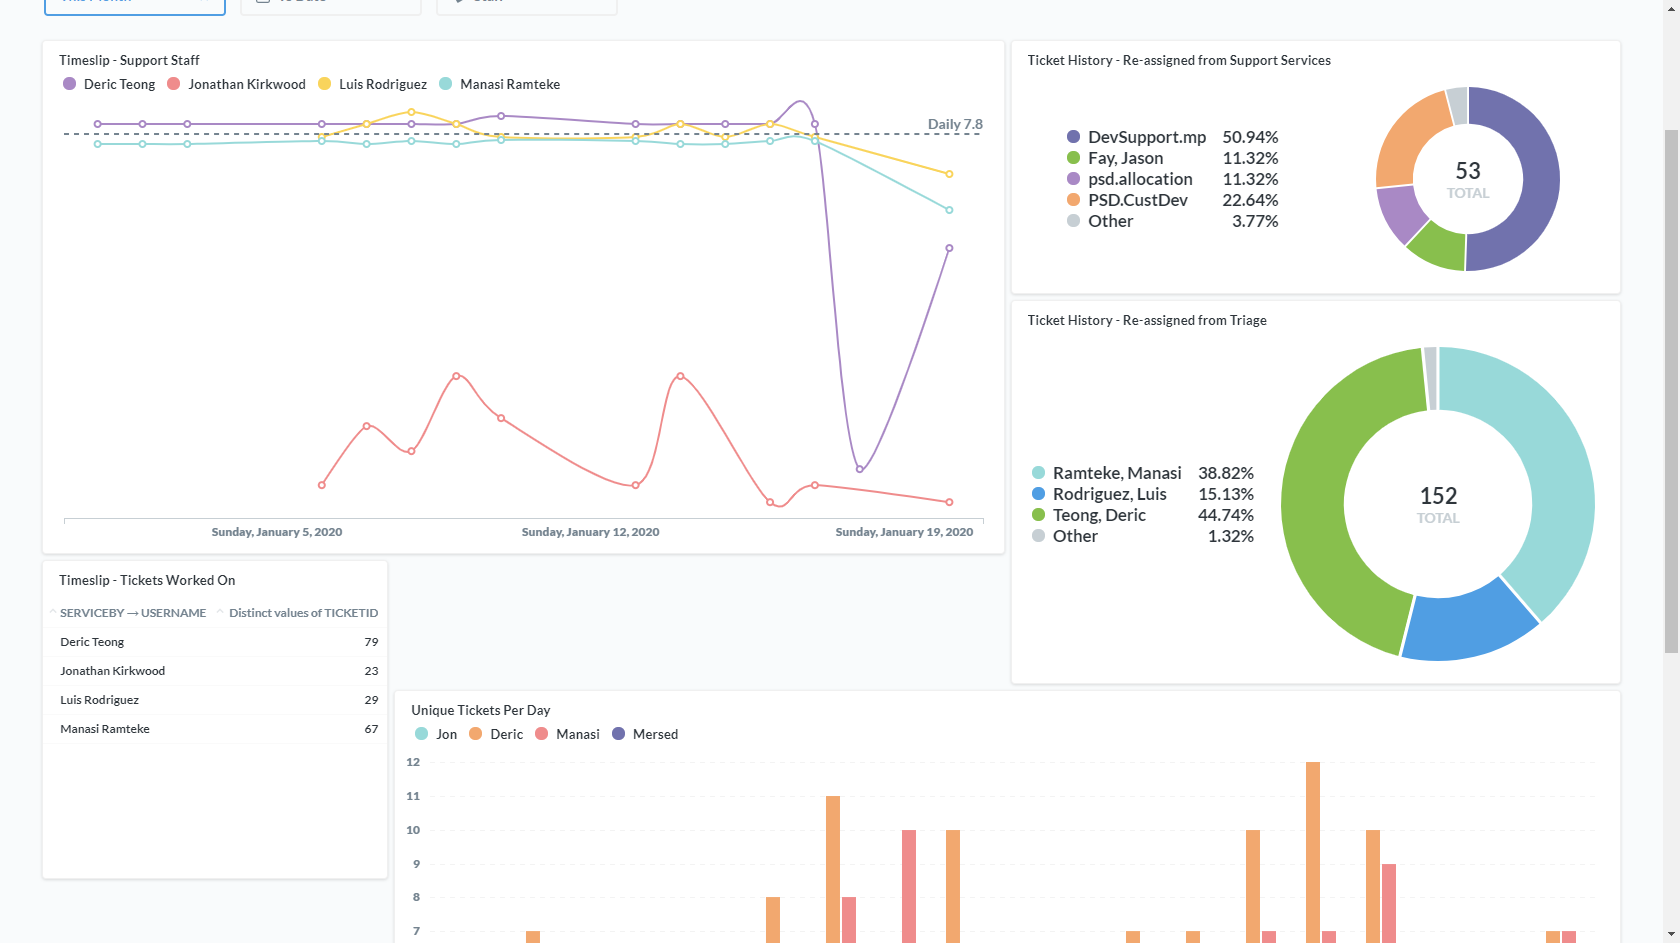 Timeslip - Support Staff
Deric Teong Jonathan Kirkwood Luis Rodriguez Manasi Ramteke
Daily 7.8
Sunday, January 5, 2020 Sunday, January 12, 2020 Sunday, January 19, 2020
Ticket History - Re-assigned from Support Services
DevSupport.mp 50.94%
Fay, Jason 11.32%
psd.allocation 11.32%
PSD.CustDev 22.64%
Other 3.77%
53
TOTAL
Ticket History - Re-assigned from Triage
Ramteke, Manasi 38.82%
Rodriguez, Luis 15.13%
Teong, Deric 44.74%
Other 1.32%
152
TOTAL
Timeslip - Tickets Worked On
SERVICEBY → USERNAME Distinct values of TICKETID
Deric Teong 79
Jonathan Kirkwood 23
Luis Rodriguez 29
Manasi Ramteke 67
Unique Tickets Per Day
Jon Deric Manasi Mersed
12
11
10
9
8
7